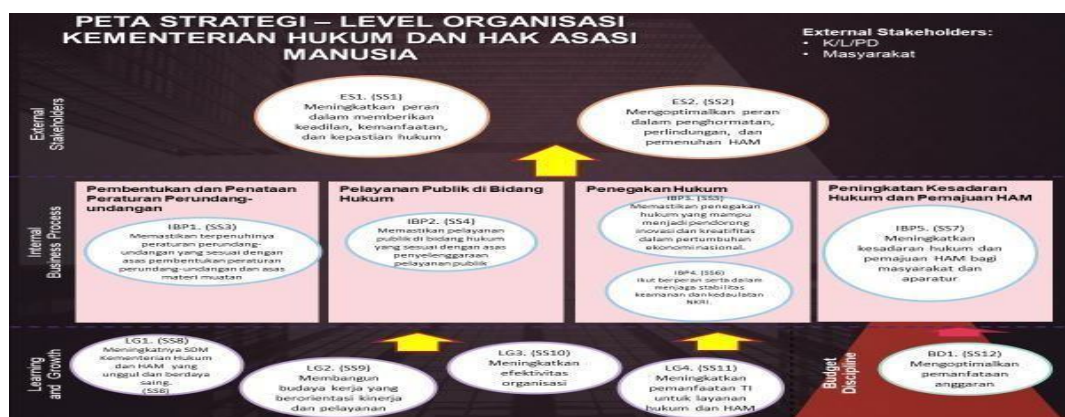 PETA STRATEGI – LEVEL ORGANISASI
KEMENTERIAN HUKUM DAN HAK ASASI
MANUSIA
External Stakeholders:
• K/L/PD
• Masyarakat
External
Stakeholders
ES1. (SS1)
Meningkatkan peran
dalam memberikan
keadilan, kemanfaatan,
dan kepastian hukum
ES2. (SS2)
Mengoptimalkan peran
dalam penghormatan,
perlindungan, dan
pemenuhan HAM
Internal
Business Process
Pembentukan dan Penataan
Peraturan Perundang-
undangan
IBP1. (SS3)
Memastikan terpenuhinya
peraturan perundang-
undangan yang sesuai dengan
asas pembentukan peraturan
perundang-undangan dan asas
materi muatan
Pelayanan Publik di Bidang
Hukum
IBP2. (SS4)
Memastikan pelayanan
publik di bidang hukum
yang sesuai dengan asas
penyelenggaraan
pelayanan publik
Penegakan Hukum
IBP3. (SS5)
Memastikan penegakan
hukum yang mampu
menjadi pendorong
inovasi dan kreatifitas
dalam pertumbuhan
ekonomi nasional.
IBP4. (SS6)
Ikut berperan serta dalam
menjaga stabilitas
keamanan dan kedaulatan
NKRI.
Peningkatan Kesadaran
Hukum dan Pemajuan HAM
IBP5. (SS7)
Meningkatkan
kesadaran hukum dan
pemajuan HAM bagi
masyarakat dan
aparatur
Learning
and Growth
LG1. (SS8)
Meningkatnya SDM
Kementerian Hukum
dan HAM yang
unggul dan berdaya
saing.
(SS8)
LG2. (SS9)
Membangun
budaya kerja yang
berorientasi kinerja
dan pelayanan
LG3. (SS10)
Meningkatkan
efektivitas
organisasi
LG4. (SS11)
Meningkatkan
pemanfaatan TI
untuk layanan
hukum dan HAM
Budget
Discipline
BD1. (SS12)
Mengoptimalkan
pemanfataan
anggaran